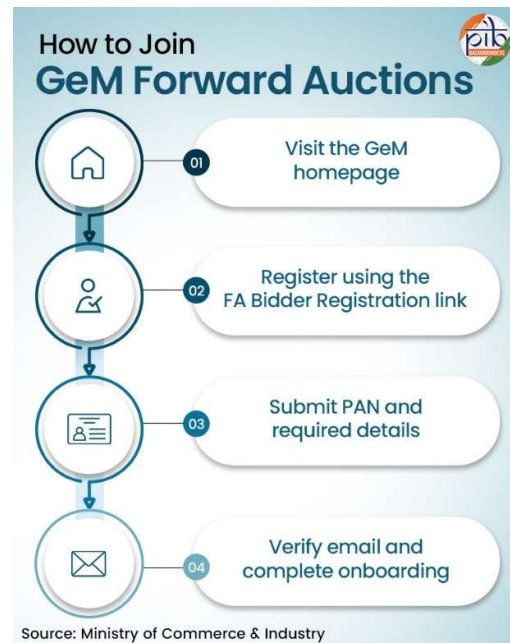 How to Join
GeM Forward Auctions
pib
BACKGROUNDERS
01
Visit the GeM
homepage
02
Register using the
FA Bidder Registration link
03
Submit PAN and
required details
04
Verify email and
complete onboarding
Source: Ministry of Commerce & Industry